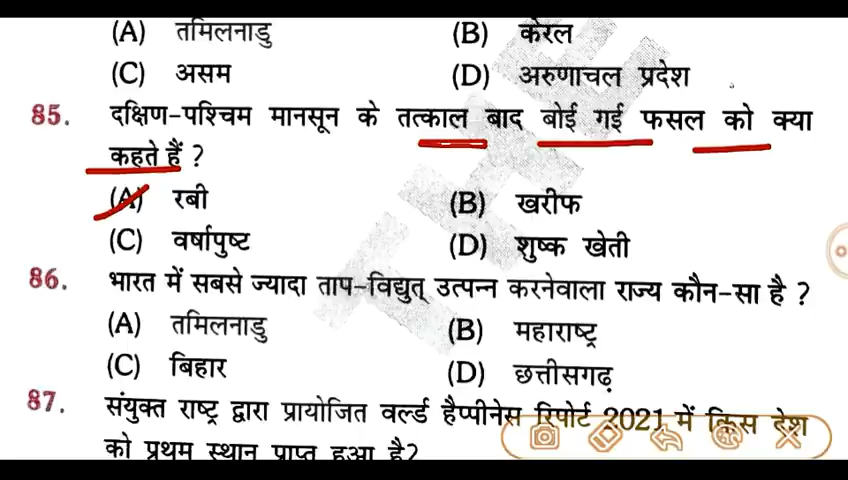 (A) तमिलनाडु (B) केरल
(C) असम (D) अरुणाचल प्रदेश
85. दक्षिण-पश्चिम मानसून के तत्काल बाद बोई गई फसल को क्या
कहते हैं ?
(A) रबी (B) खरीफ
(C) वर्षापुष्ट (D) शुष्क खेती
86. भारत में सबसे ज्यादा ताप-विद्युत् उत्पन्न करनेवाला राज्य कौन-सा है ?
(A) तमिलनाडु (B) महाराष्ट्र
(C) बिहार (D) छत्तीसगढ़
87. संयुक्त राष्ट्र द्वारा प्रायोजित वर्ल्ड हैप्पीनेस रिपोर्ट 2021 में किस देश
को प्रथम स्थान प्राप्त हुआ है?